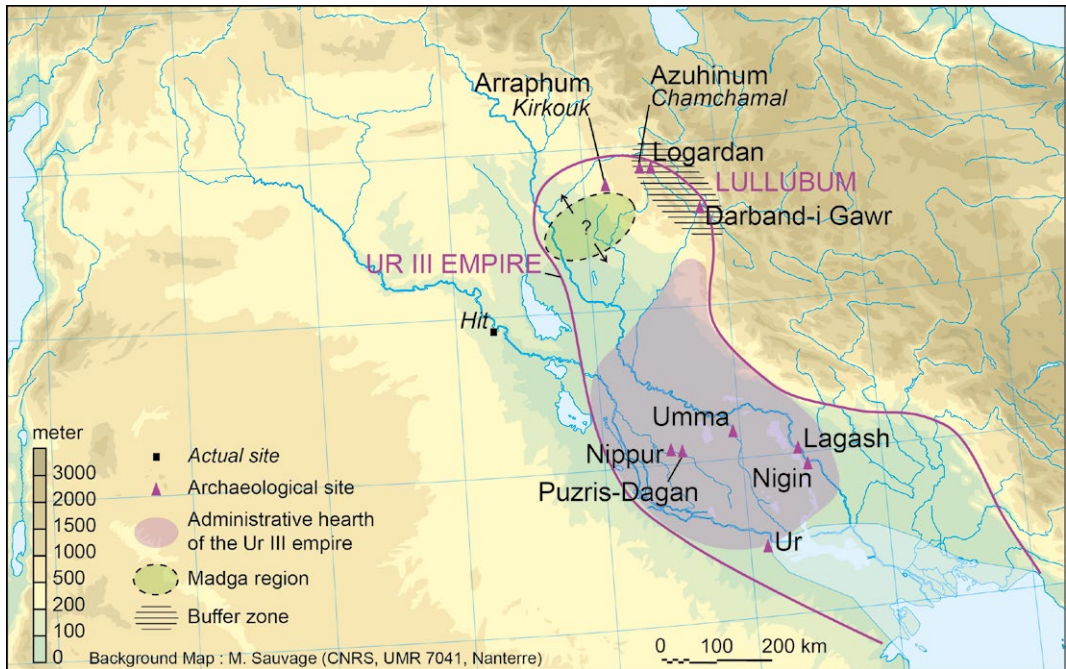 Arraphum
Kirkouk
Azuhinum
Chamchamal
Logardan
LULLUBUM
Darband-i Gawr
?
UR III EMPIRE
Hit
Umma
Lagash
Nippur
Nigin
Puzris-Dagan
Ur
meter
3000
2000
1500
1000
500
200
100
0
Actual site
Archaeological site
Administrative hearth
of the Ur III empire
Madga region
Buffer zone
0 100 200 km
Background Map : M. Sauvage (CNRS, UMR 7041, Nanterre)